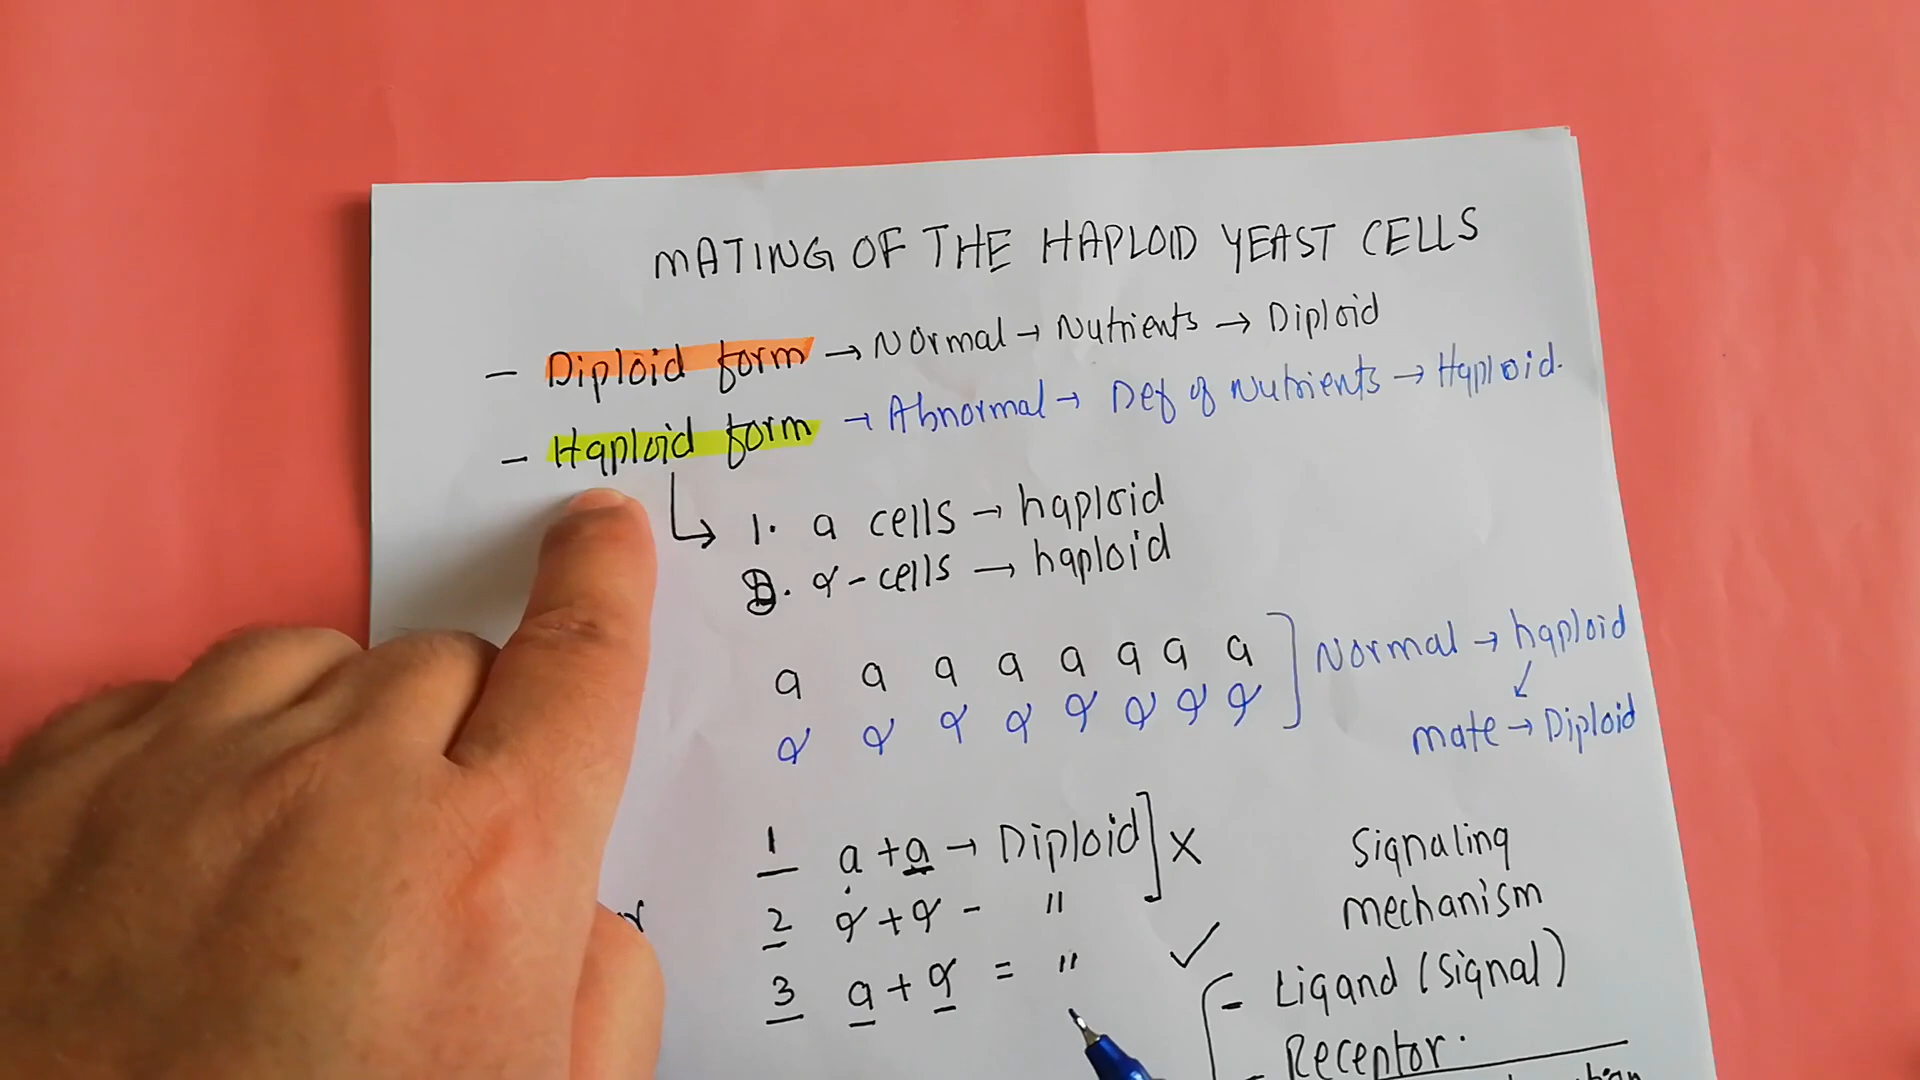 MATING OF THE HAPLOID YEAST CELLS
- Diploid form → Normal → Nutrients → Diploid
- Haploid form → Abnormal → Def of Nutrients → Haploid.
1. a cells → haploid
2. α-cells → haploid
a a a a a a a a ] Normal → haploid
α α α α α α α α mate → Diploid
1 a + a → Diploid ] X
2 α + α - "
3 a + α = " ✓
Signaling
mechanism
- Ligand (signal)
- Receptor.